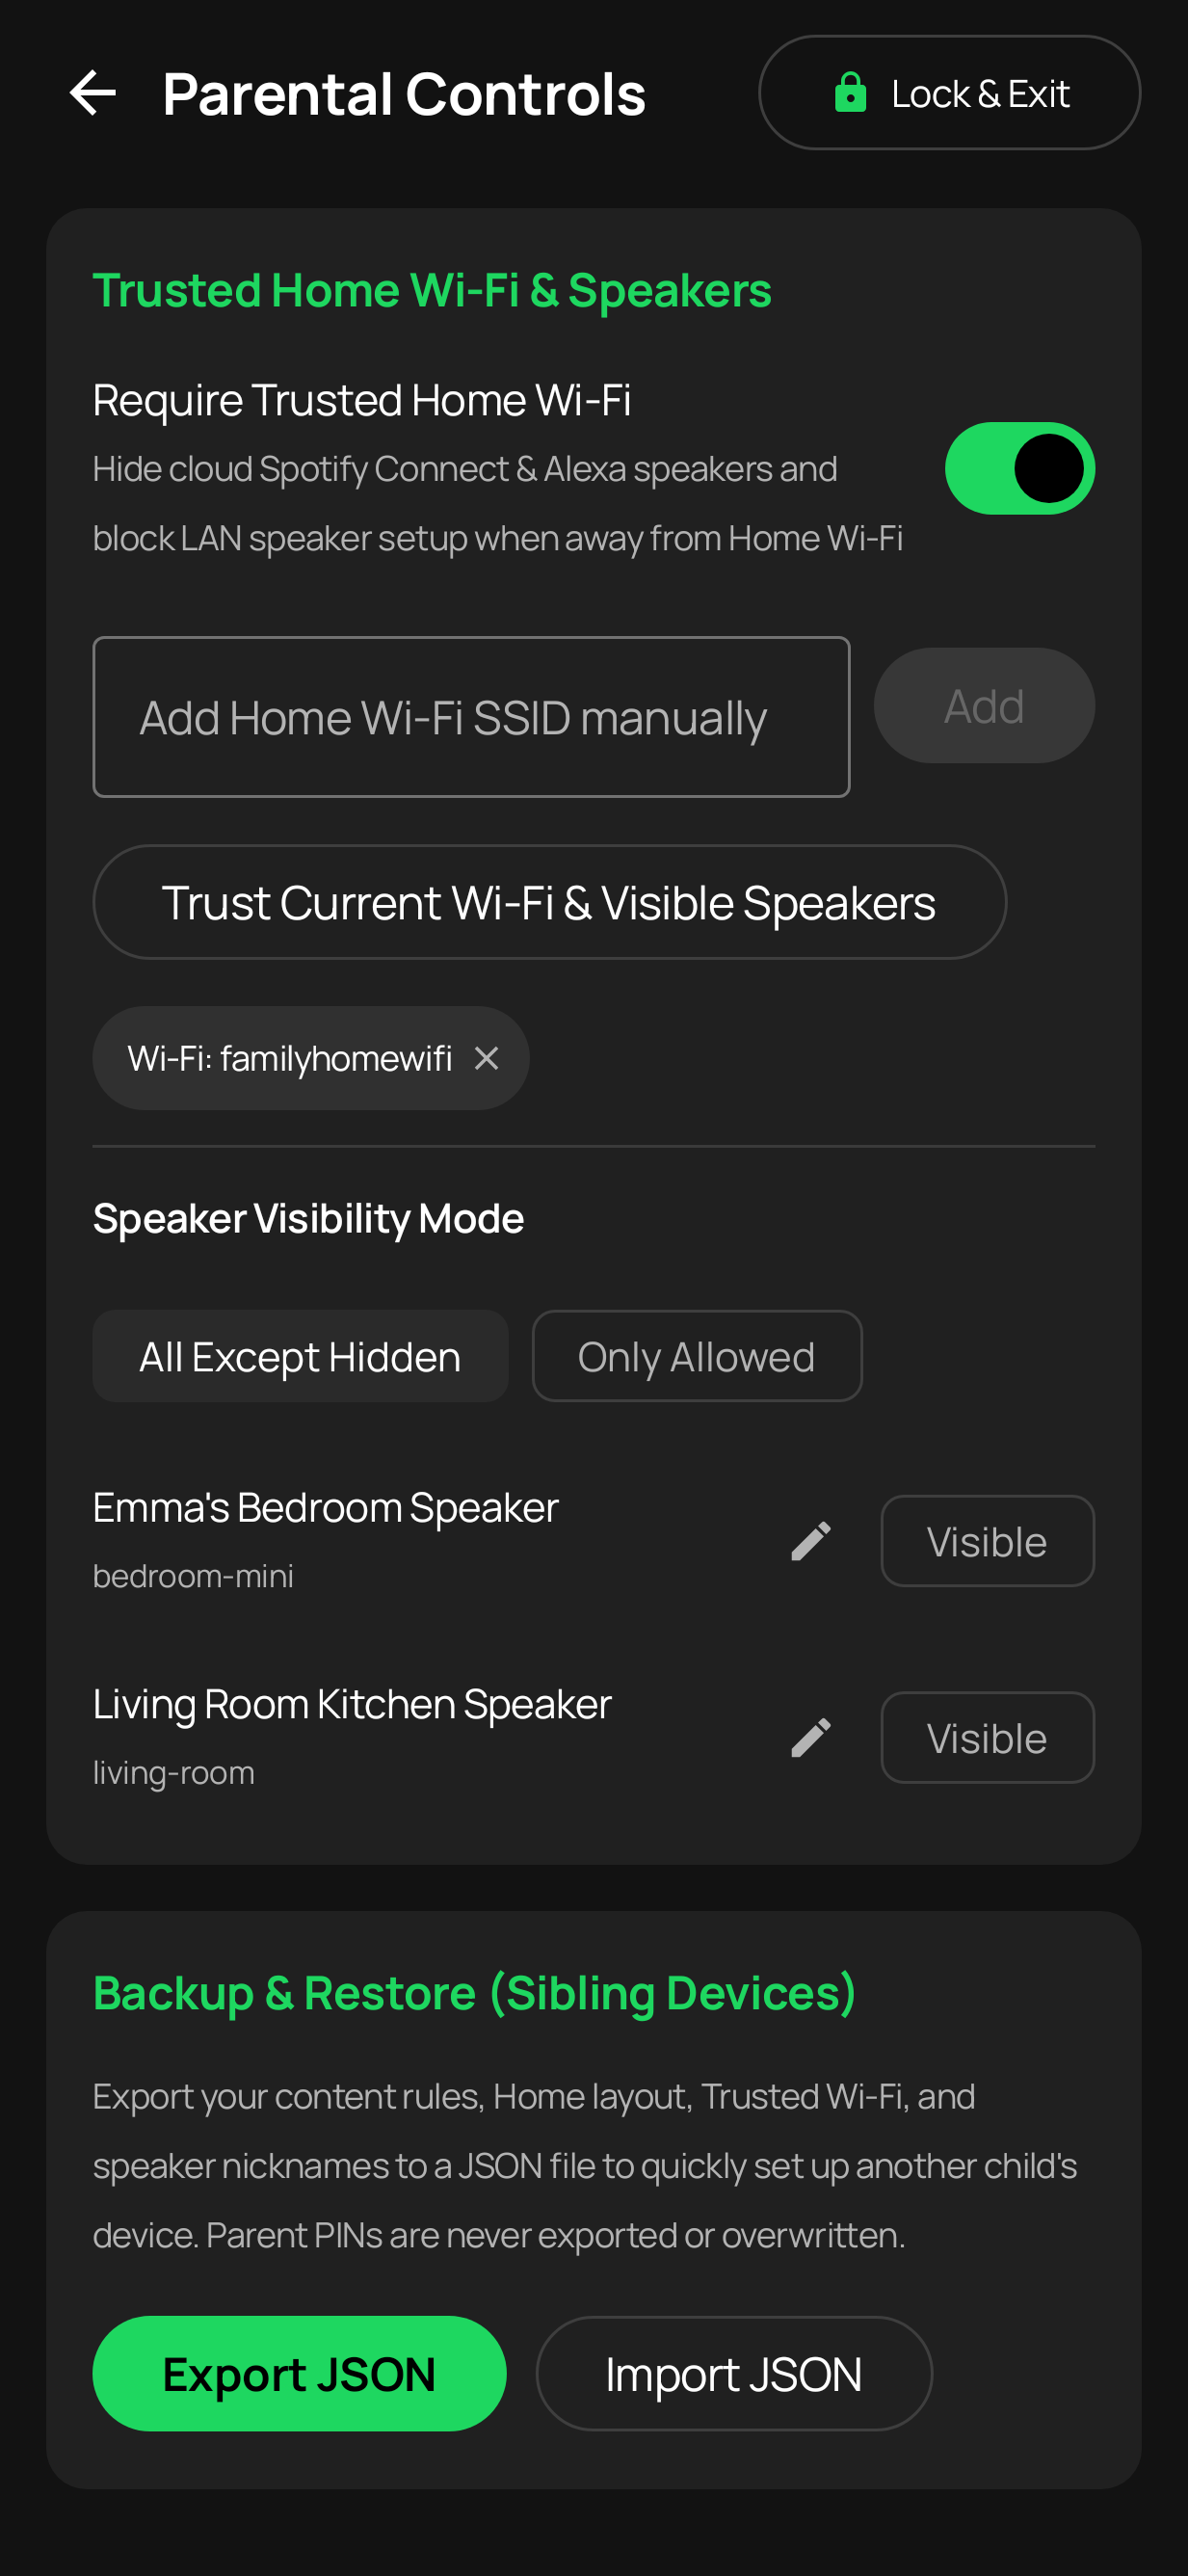 Parental Controls
Lock & Exit
Trusted Home Wi-Fi & Speakers
Require Trusted Home Wi-Fi
Hide cloud Spotify Connect & Alexa speakers and
block LAN speaker setup when away from Home Wi-Fi
Add Home Wi-Fi SSID manually
Add
Trust Current Wi-Fi & Visible Speakers
Wi-Fi: familyhomewifi
Speaker Visibility Mode
All Except Hidden
Only Allowed
Emma's Bedroom Speaker
bedroom-mini
Visible
Living Room Kitchen Speaker
living-room
Visible
Backup & Restore (Sibling Devices)
Export your content rules, Home layout, Trusted Wi-Fi, and
speaker nicknames to a JSON file to quickly set up another child's
device. Parent PINs are never exported or overwritten.
Export JSON
Import JSON